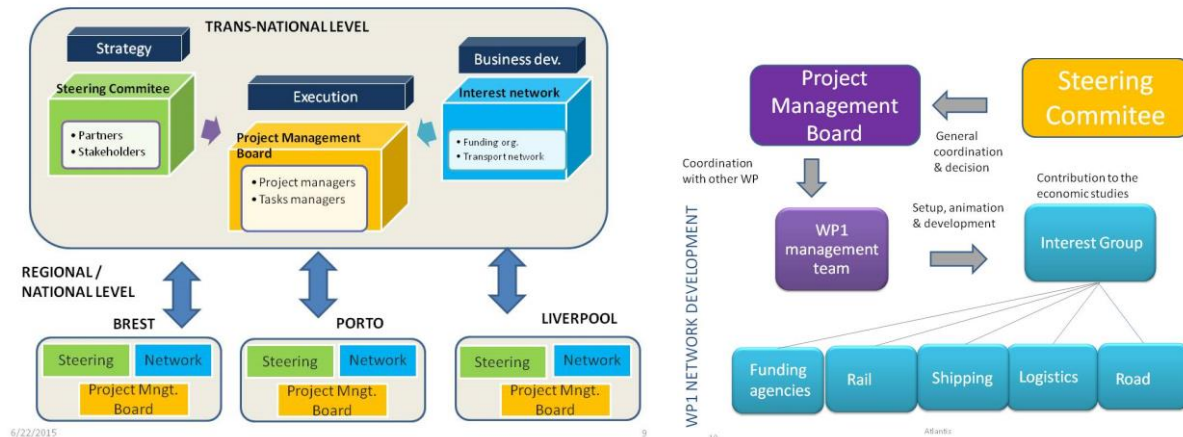 TRANS-NATIONAL LEVEL
Strategy
Steering Commitee
• Partners
• Stakeholders
Execution
Project Management
Board
• Project managers
• Tasks managers
Business dev.
Interest network
• Funding org.
• Transport network
REGIONAL /
NATIONAL LEVEL
BREST
Steering
Network
Project Mngt.
Board
PORTO
Steering
Network
Project Mngt.
Board
LIVERPOOL
Steering
Network
Project Mngt.
Board
6/22/2015
9
WP1 NETWORK DEVELOPMENT
Project
Management
Board
Steering
Commitee
General
coordination
& decision
Coordination
with other WP
WP1
management
team
Setup, animation
& development
Contribution to the
economic studies
Interest Group
Funding
agencies
Rail
Shipping
Logistics
Road
Atlantis